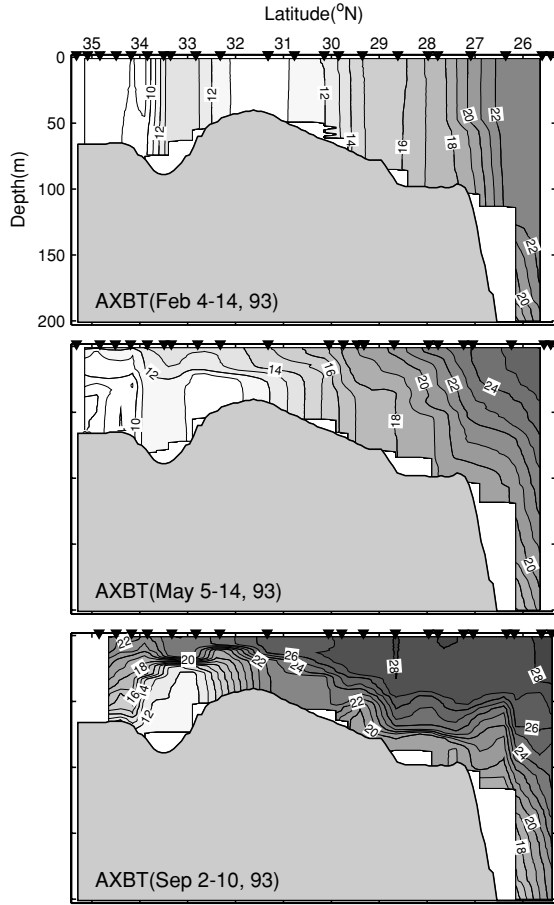 Latitude(°N)
35 34 33 32 31 30 29 28 27 26
Depth(m)
0
50
100
150
200
10 12 12 12 14 16 18 20 22 22 20
AXBT(Feb 4-14, 93)
12 10 14 16 18 20 22 24 20
AXBT(May 5-14, 93)
22 18 16 14 12 20 22 26 28 28 22 20 26 24 20 18
AXBT(Sep 2-10, 93)